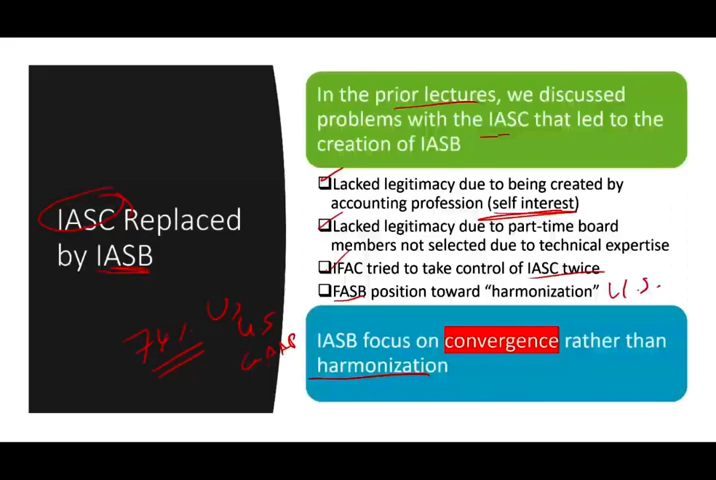 IASC Replaced
by IASB
In the prior lectures, we discussed
problems with the IASC that led to the
creation of IASB
Lacked legitimacy due to being created by
accounting profession (self interest)
Lacked legitimacy due to part-time board
members not selected due to technical expertise
IFAC tried to take control of IASC twice
FASB position toward “harmonization” U.S.
IASB focus on convergence rather than
harmonization
74%
US
GAAP